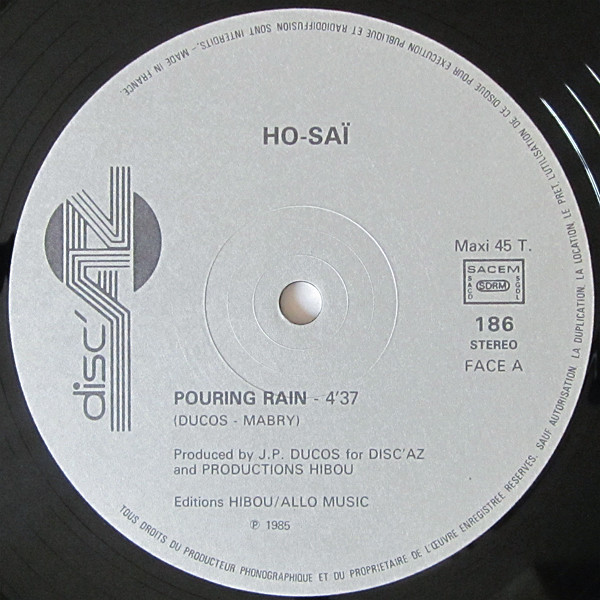 HO-SAÏ
disc'AZ
Maxi 45 T.
SACEM
SACD SDRM SGDL
186
STEREO
FACE A
POURING RAIN - 4'37
(DUCOS - MABRY)
Produced by J.P. DUCOS for DISC'AZ
and PRODUCTIONS HIBOU
Editions HIBOU/ALLO MUSIC
℗ 1985
TOUS DROITS DU PRODUCTEUR PHONOGRAPHIQUE ET DU PROPRIETAIRE DE L'ŒUVRE ENREGISTREE RESERVES. SAUF AUTORISATION. LA DUPLICATION. LA LOCATION. LE PRET. L'UTILISATION DE CE DISQUE POUR EXECUTION PUBLIQUE ET RADIODIFFUSION SONT INTERDITS. - MADE IN FRANCE.